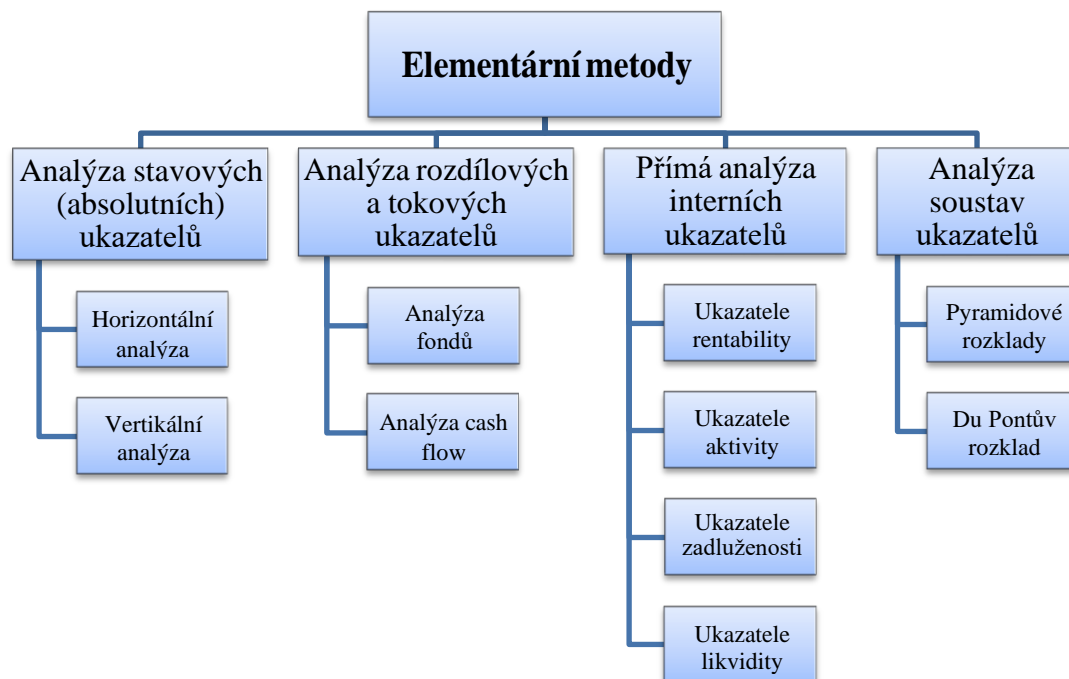 Elementární metody
Analýza stavových
(absolutních)
ukazatelů
Horizontální
analýza
Vertikální
analýza
Analýza rozdílových
a tokových
ukazatelů
Analýza
fondů
Analýza cash
flow
Přímá analýza
interních
ukazatelů
Ukazatele
rentability
Ukazatele
aktivity
Ukazatele
zadluženosti
Ukazatele
likvidity
Analýza
soustav
ukazatelů
Pyramidové
rozklady
Du Pontův
rozklad